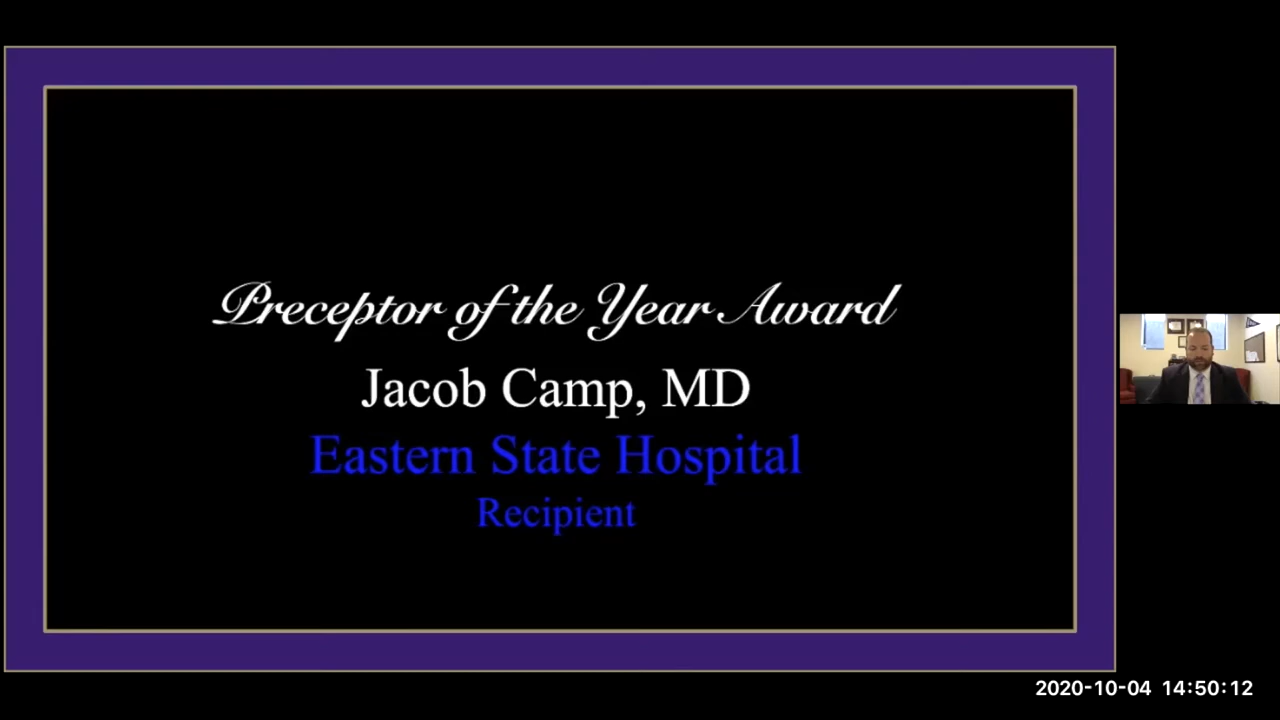 Preceptor of the Year Award
Jacob Camp, MD
Eastern State Hospital
Recipient
2020-10-04 14:50:12